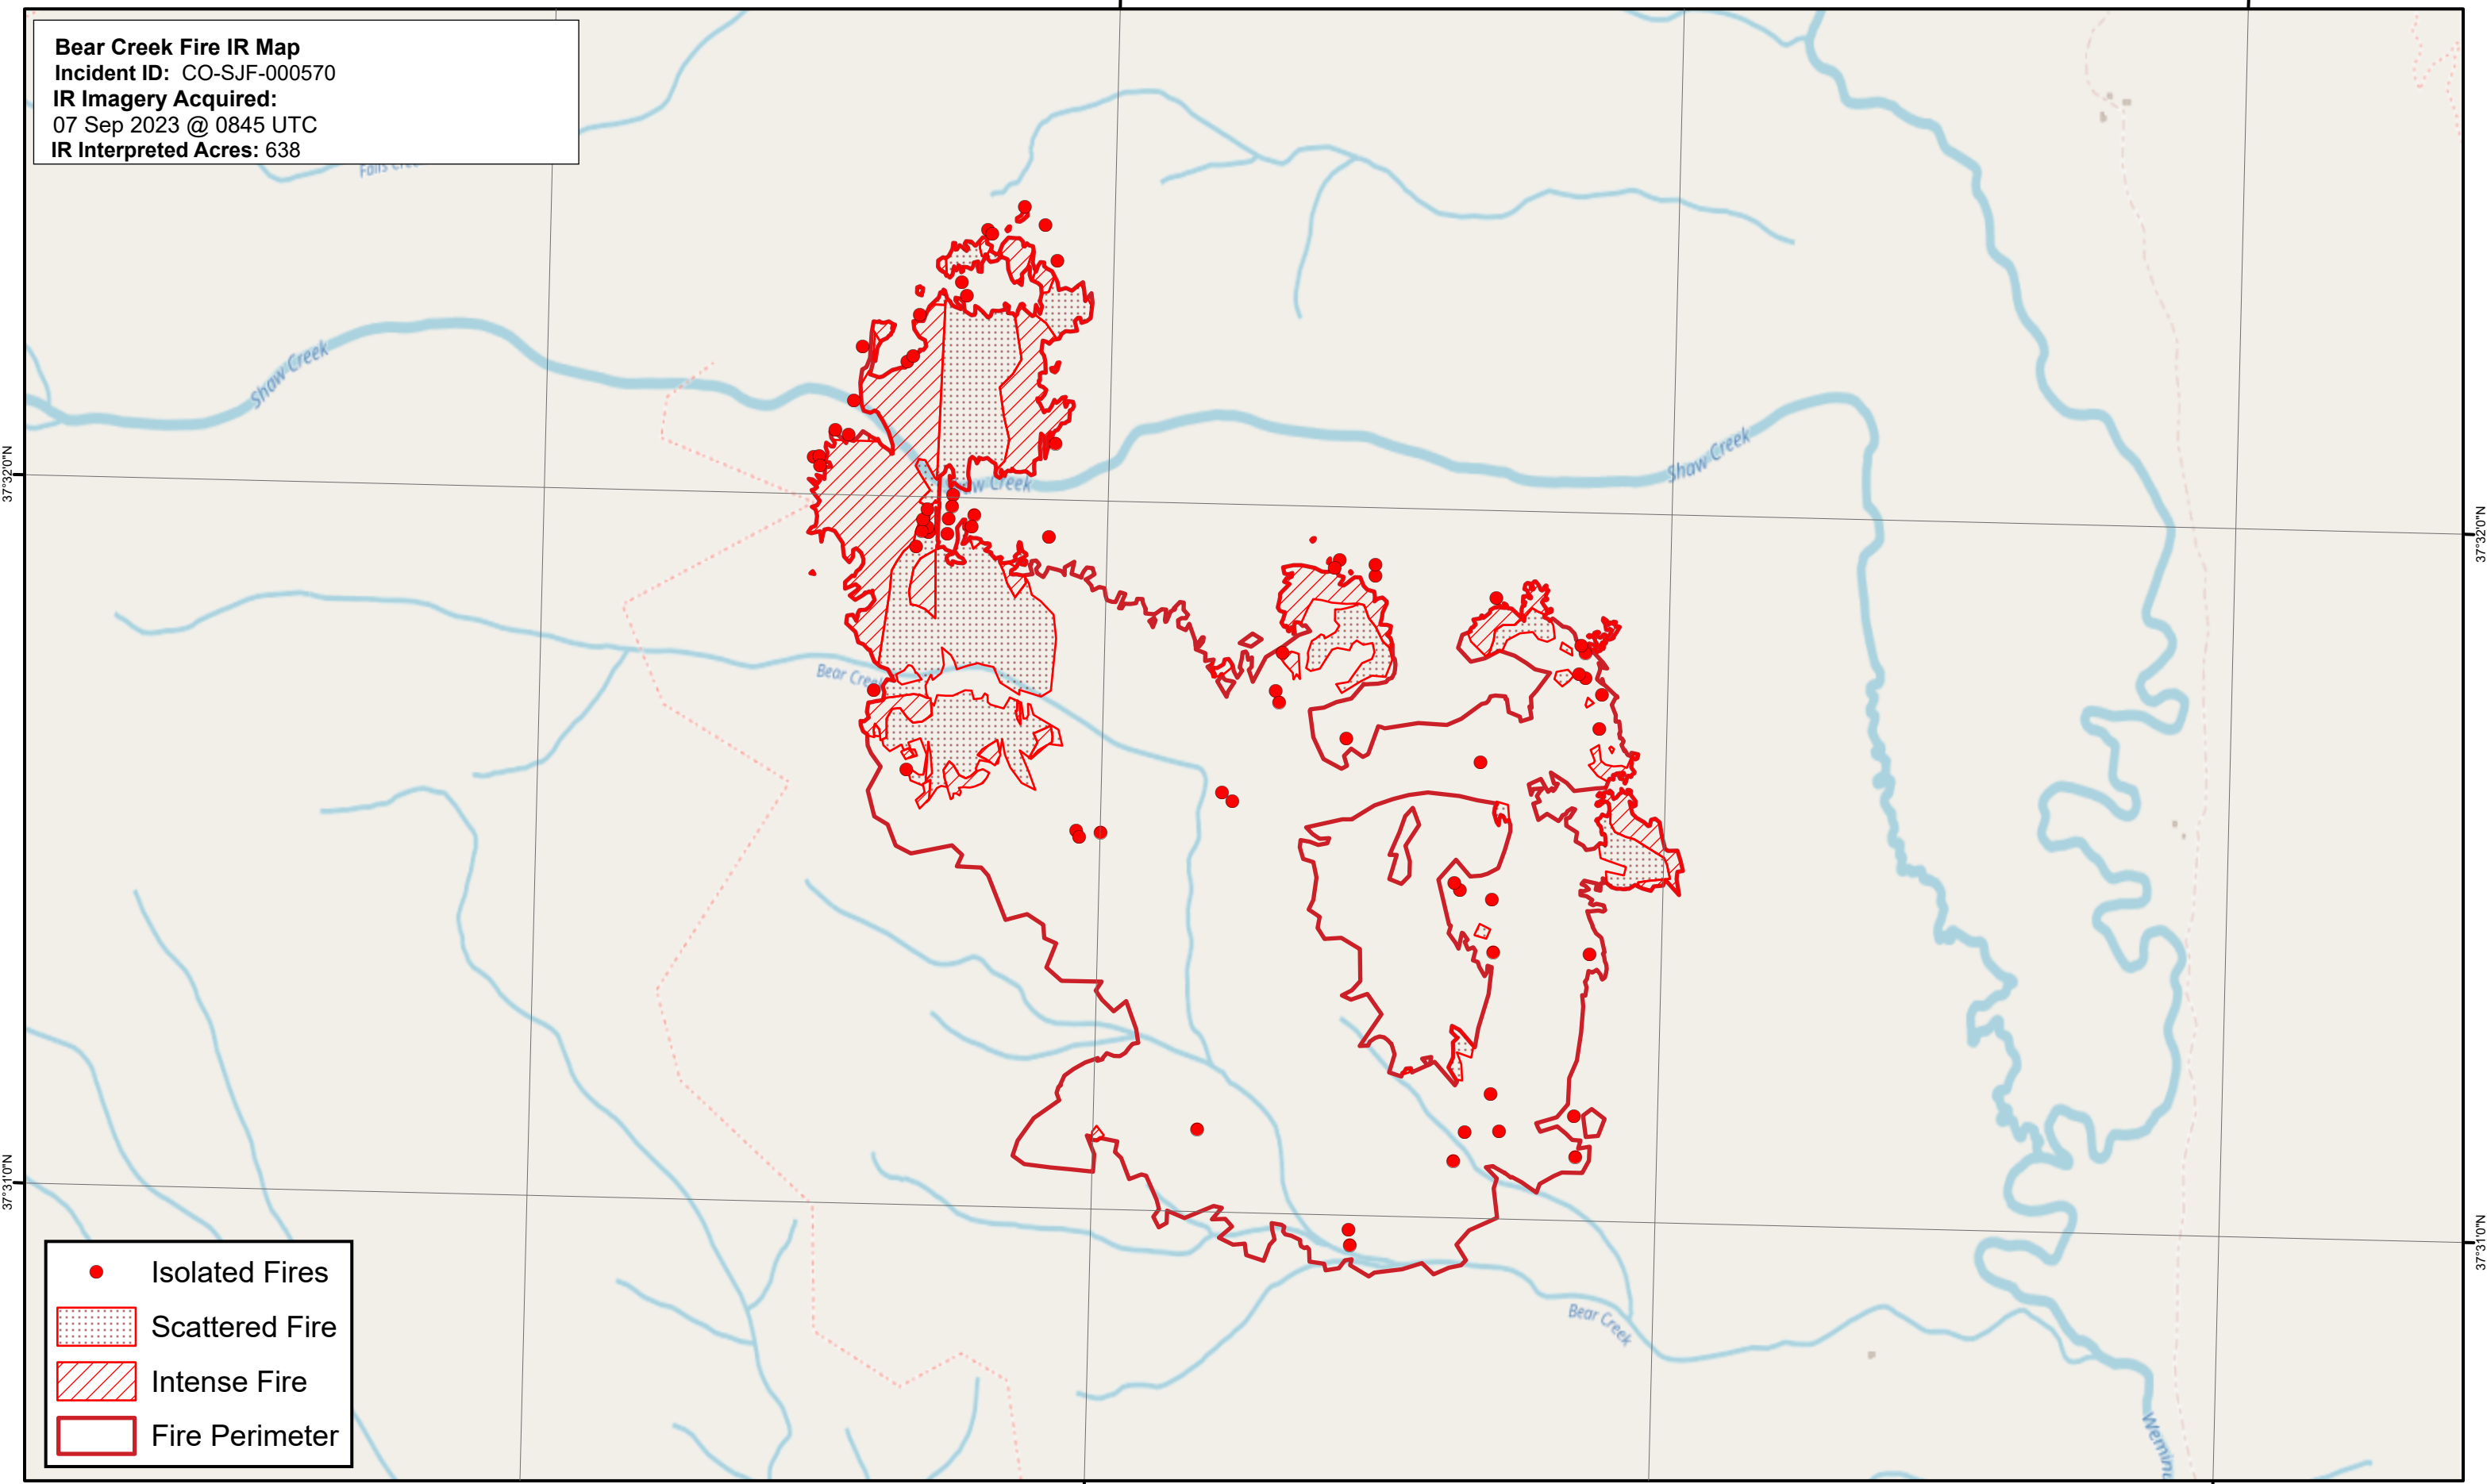 Bear Creek Fire IR Map
Incident ID: CO-SJF-000570
IR Imagery Acquired:
07 Sep 2023 @ 0845 UTC
IR Interpreted Acres: 638
Shaw Creek
Shaw Creek
Creek
37°32'0"N
37°32'0"N
Bear Creek
37°31'0"N
37°31'0"N
Bear Creek
Isolated Fires
Scattered Fire
Intense Fire
Fire Perimeter